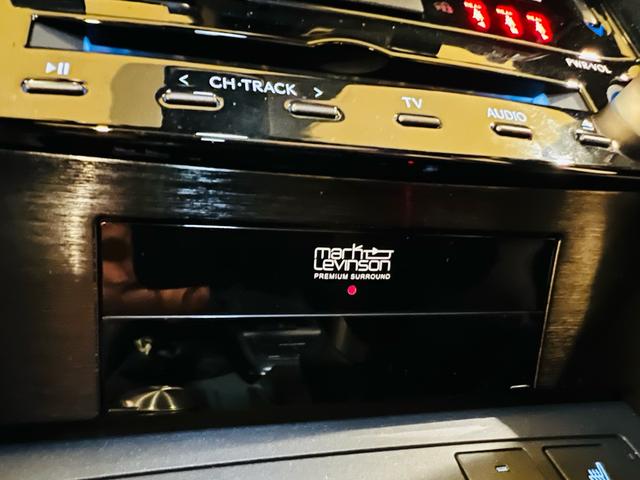 PWR•VOL
< CH•TRACK >
TV
AUDIO
mark
Levinson
PREMIUM SURROUND